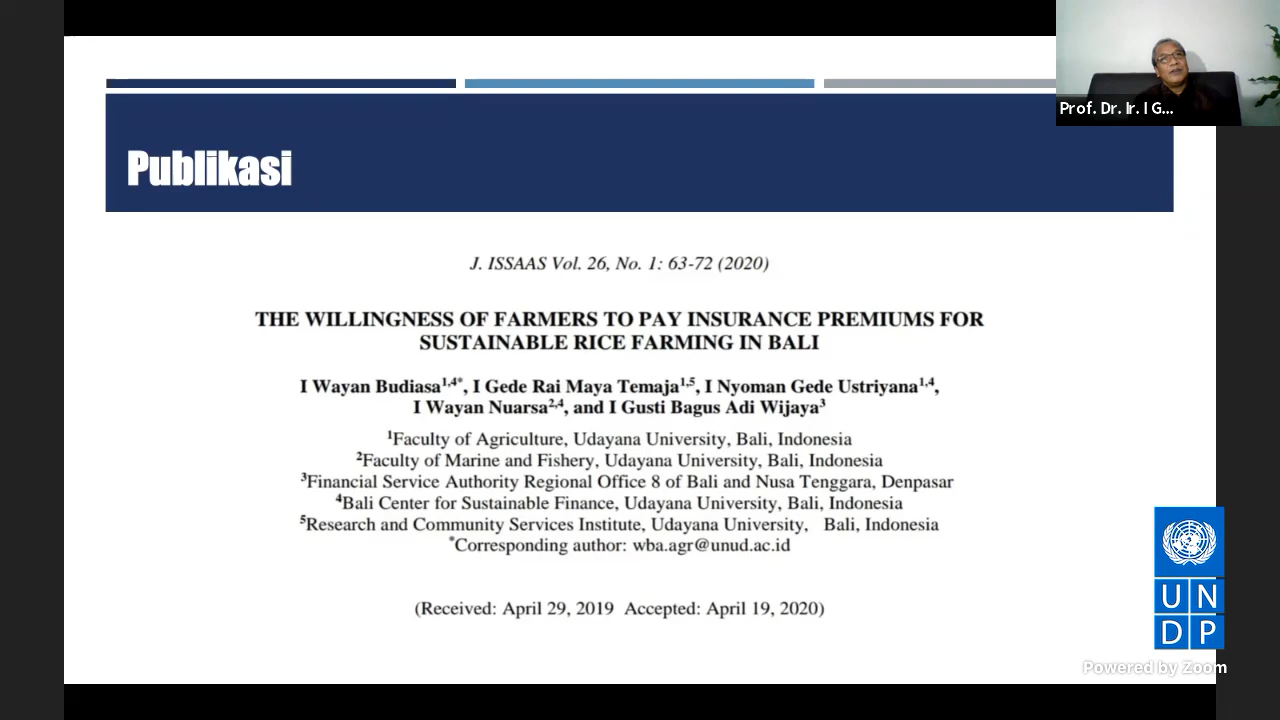 Prof. Dr. Ir. I G...
Publikasi
J. ISSAAS Vol. 26, No. 1: 63-72 (2020)
THE WILLINGNESS OF FARMERS TO PAY INSURANCE PREMIUMS FOR
SUSTAINABLE RICE FARMING IN BALI
I Wayan Budiasa1,4*, I Gede Rai Maya Temaja1,5, I Nyoman Gede Ustriyana1,4,
I Wayan Nuarsa2,4, and I Gusti Bagus Adi Wijaya3
1Faculty of Agriculture, Udayana University, Bali, Indonesia
2Faculty of Marine and Fishery, Udayana University, Bali, Indonesia
3Financial Service Authority Regional Office 8 of Bali and Nusa Tenggara, Denpasar
4Bali Center for Sustainable Finance, Udayana University, Bali, Indonesia
5Research and Community Services Institute, Udayana University, Bali, Indonesia
*Corresponding author: wba.agr@unud.ac.id
(Received: April 29, 2019 Accepted: April 19, 2020)
UN
DP
Powered by Zoom